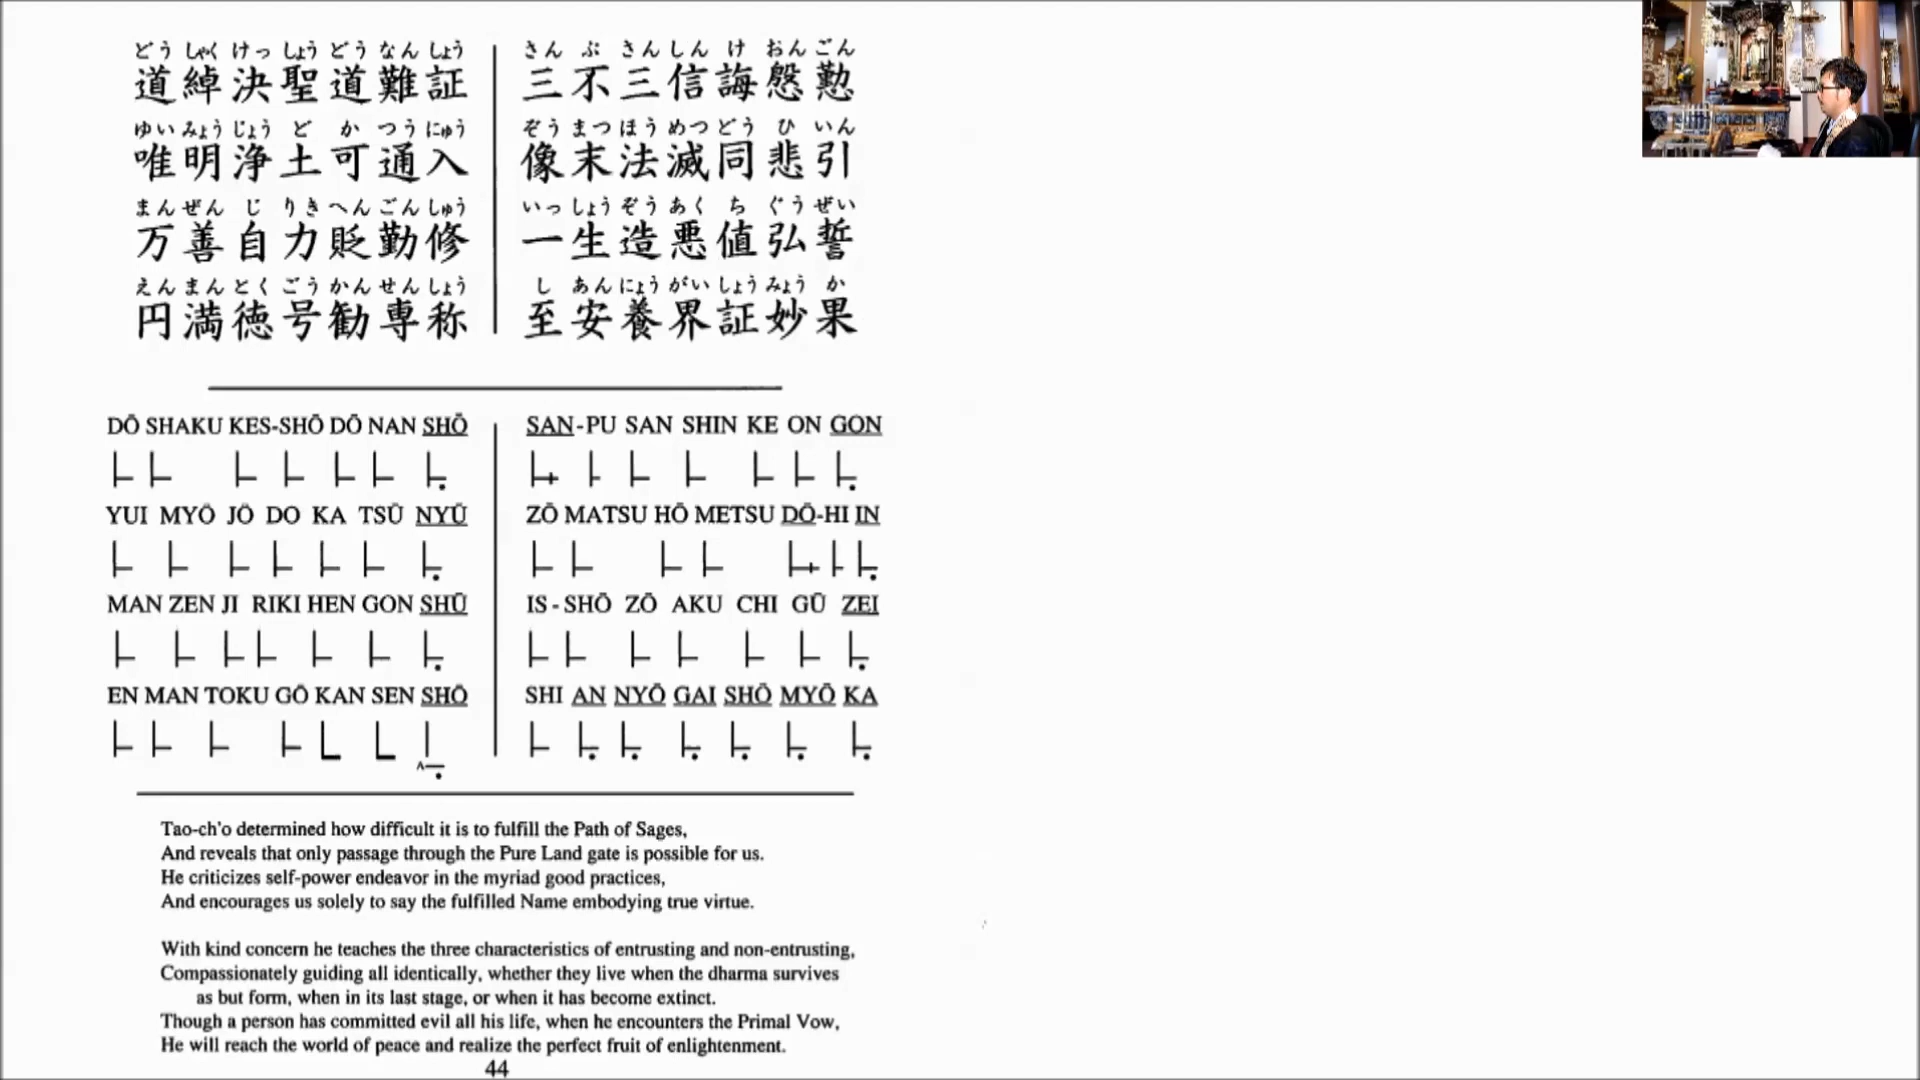 どう しゃく けっ しょう どう なん しょう
道綽決聖道難証
ゆい みょう じょう ど か つう にゅう
唯明浄土可通入
まん ぜん じ りき へん ごん しゅう
万善自力貶勤修
えん まん とく ごう かん せん しょう
円満徳号勧専称
さん ぷ さん しん け おん ごん
三不三信誨慇懃
ぞう まつ ほう めつ どう ひ いん
像末法滅同悲引
いっ しょう ぞう あく ち ぐう ぜい
一生造悪値弘誓
し あん にょう がい しょう みょう か
至安養界証妙果
DŌ SHAKU KES-SHŌ DŌ NAN SHŌ
YUI MYŌ JŌ DO KA TSŪ NYŪ
MAN ZEN JI RIKI HEN GON SHŪ
EN MAN TOKU GŌ KAN SEN SHŌ
SAN-PU SAN SHIN KE ON GON
ZŌ MATSU HŌ METSU DŌ-HI IN
IS - SHŌ ZŌ AKU CHI GŪ ZEI
SHI AN NYŌ GAI SHŌ MYŌ KA
Tao-ch'o determined how difficult it is to fulfill the Path of Sages,
And reveals that only passage through the Pure Land gate is possible for us.
He criticizes self-power endeavor in the myriad good practices,
And encourages us solely to say the fulfilled Name embodying true virtue.
With kind concern he teaches the three characteristics of entrusting and non-entrusting,
Compassionately guiding all identically, whether they live when the dharma survives
as but form, when in its last stage, or when it has become extinct.
Though a person has committed evil all his life, when he encounters the Primal Vow,
He will reach the world of peace and realize the perfect fruit of enlightenment.
44